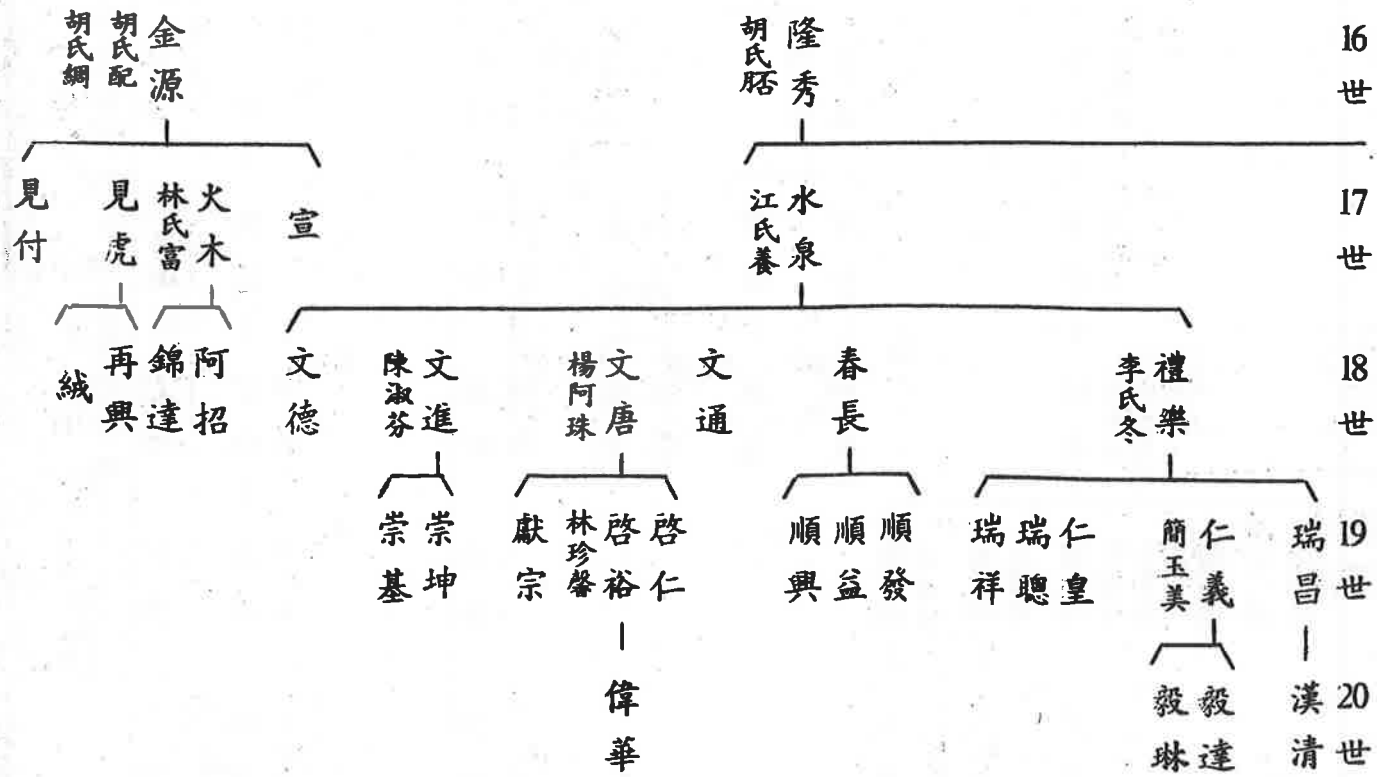 16世
隆秀
胡氏𦙶
金源
胡氏配
胡氏綢
17世
水泉
江氏養
宣
火木
林氏富
見虎
見付
18世
禮樂
李氏冬
春長
文通
文唐
楊阿珠
文進
陳淑芬
文德
阿招
錦達
再興
絨
19世
瑞昌
仁義
簡玉美
仁皇
瑞聰
瑞祥
順發
順益
順興
啓仁
啓裕
林珍馨
獻宗
崇坤
崇基
20世
漢清
毅達
毅琳
偉華